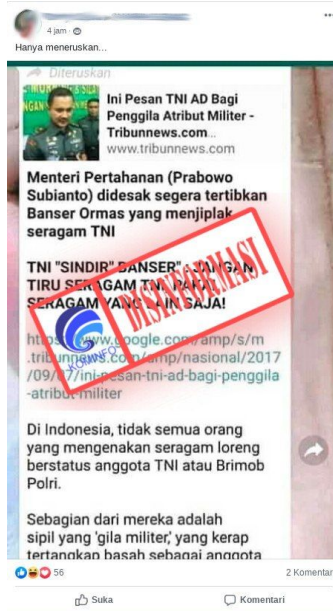 4 jam
Hanya meneruskan...
Diteruskan
Ini Pesan TNI AD Bagi
Penggila Atribut Militer -
Tribunnews.com...
www.tribunnews.com
Menteri Pertahanan (Prabowo
Subianto) didesak segera tertibkan
Banser Ormas yang menjiplak
seragam TNI
TNI "SINDIR" BANSER" : JANGAN
TIRU SERAGAM TNI, PAKAI
SERAGAM YANG LAIN SAJA!
DISINFORMASI
KOMINFO
https://www.google.com/amp/s/m
.tribunnews.com/amp/nasional/2017
/09/07/ini-pesan-tni-ad-bagi-penggila
-atribut-militer
Di Indonesia, tidak semua orang
yang mengenakan seragam loreng
berstatus anggota TNI atau Brimob
Polri.
Sebagian dari mereka adalah
sipil yang 'gila militer,' yang kerap
tertangkap basah sebagai anggota
56
2 Komentar
Suka
Komentari